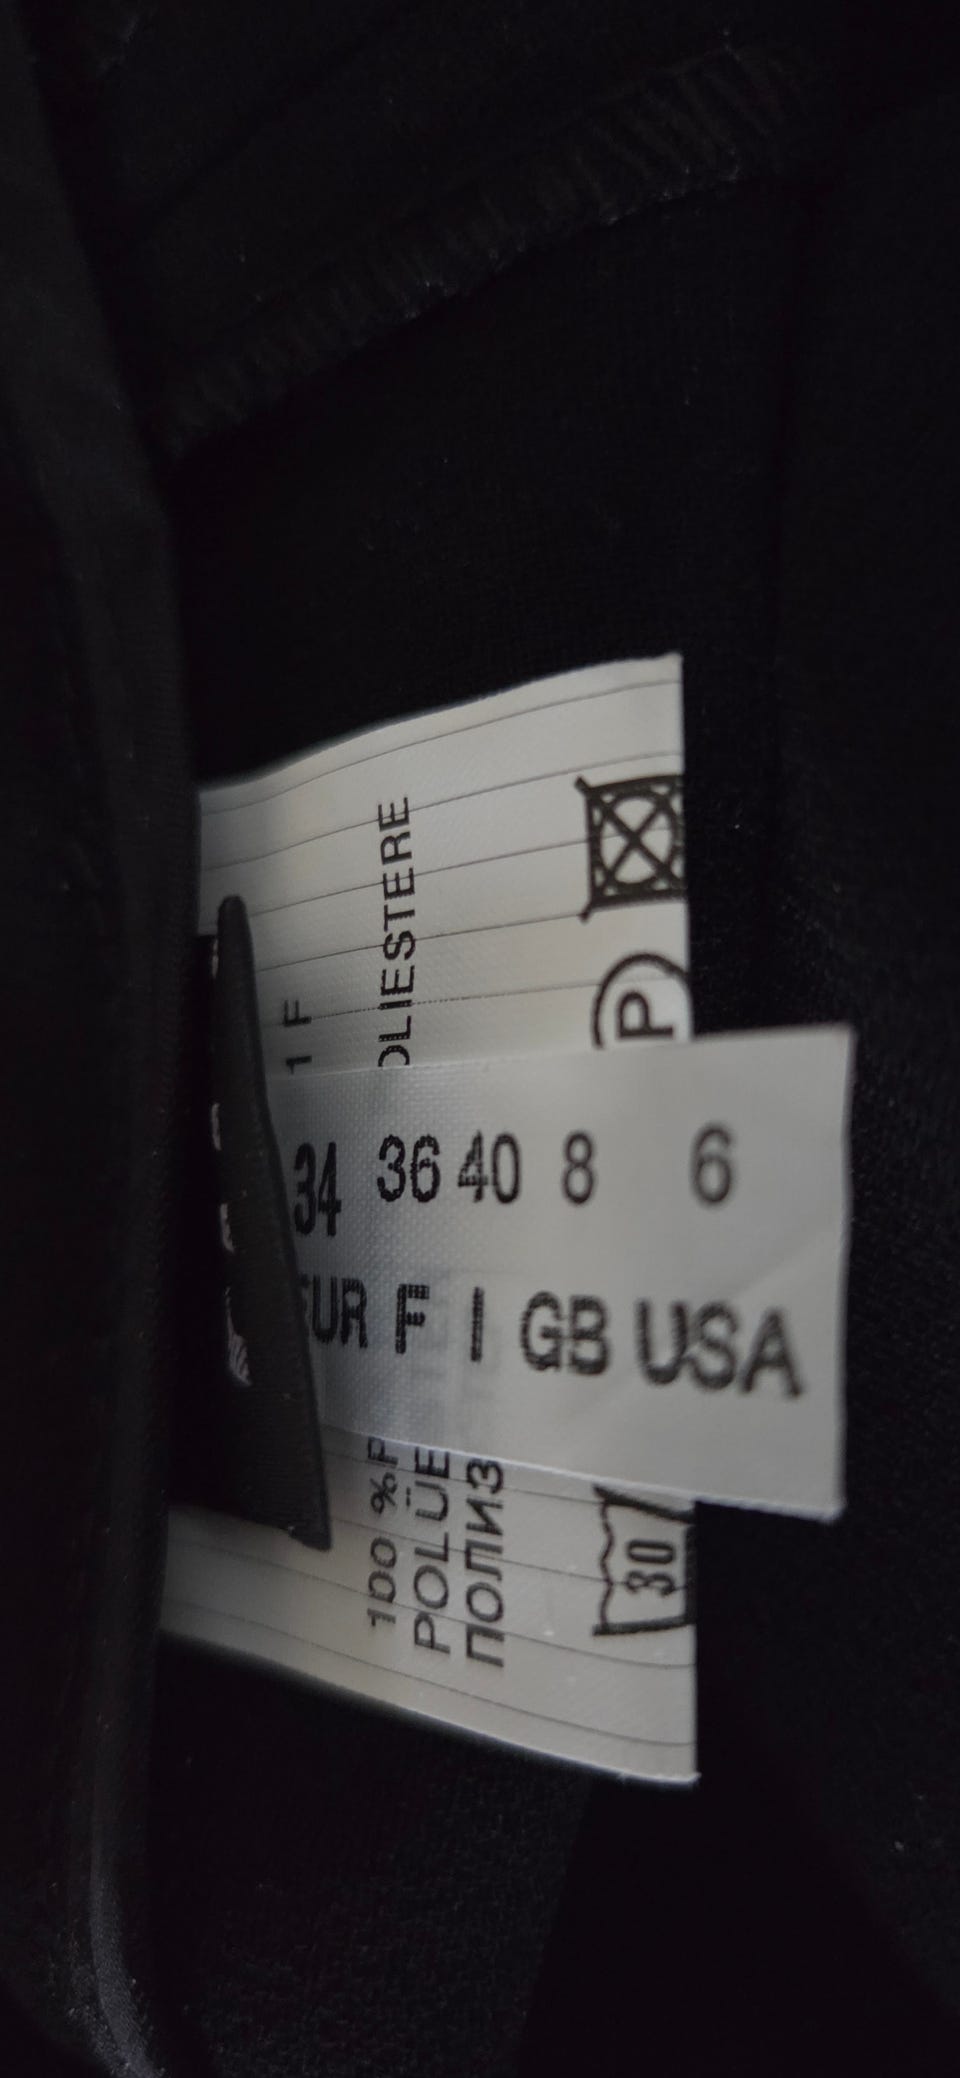 EUR 34
F 36
I 40
GB 8
USA 6
1 F
100 %P
OLIESTERE
POLÜE
ПОЛИЗ
30
P